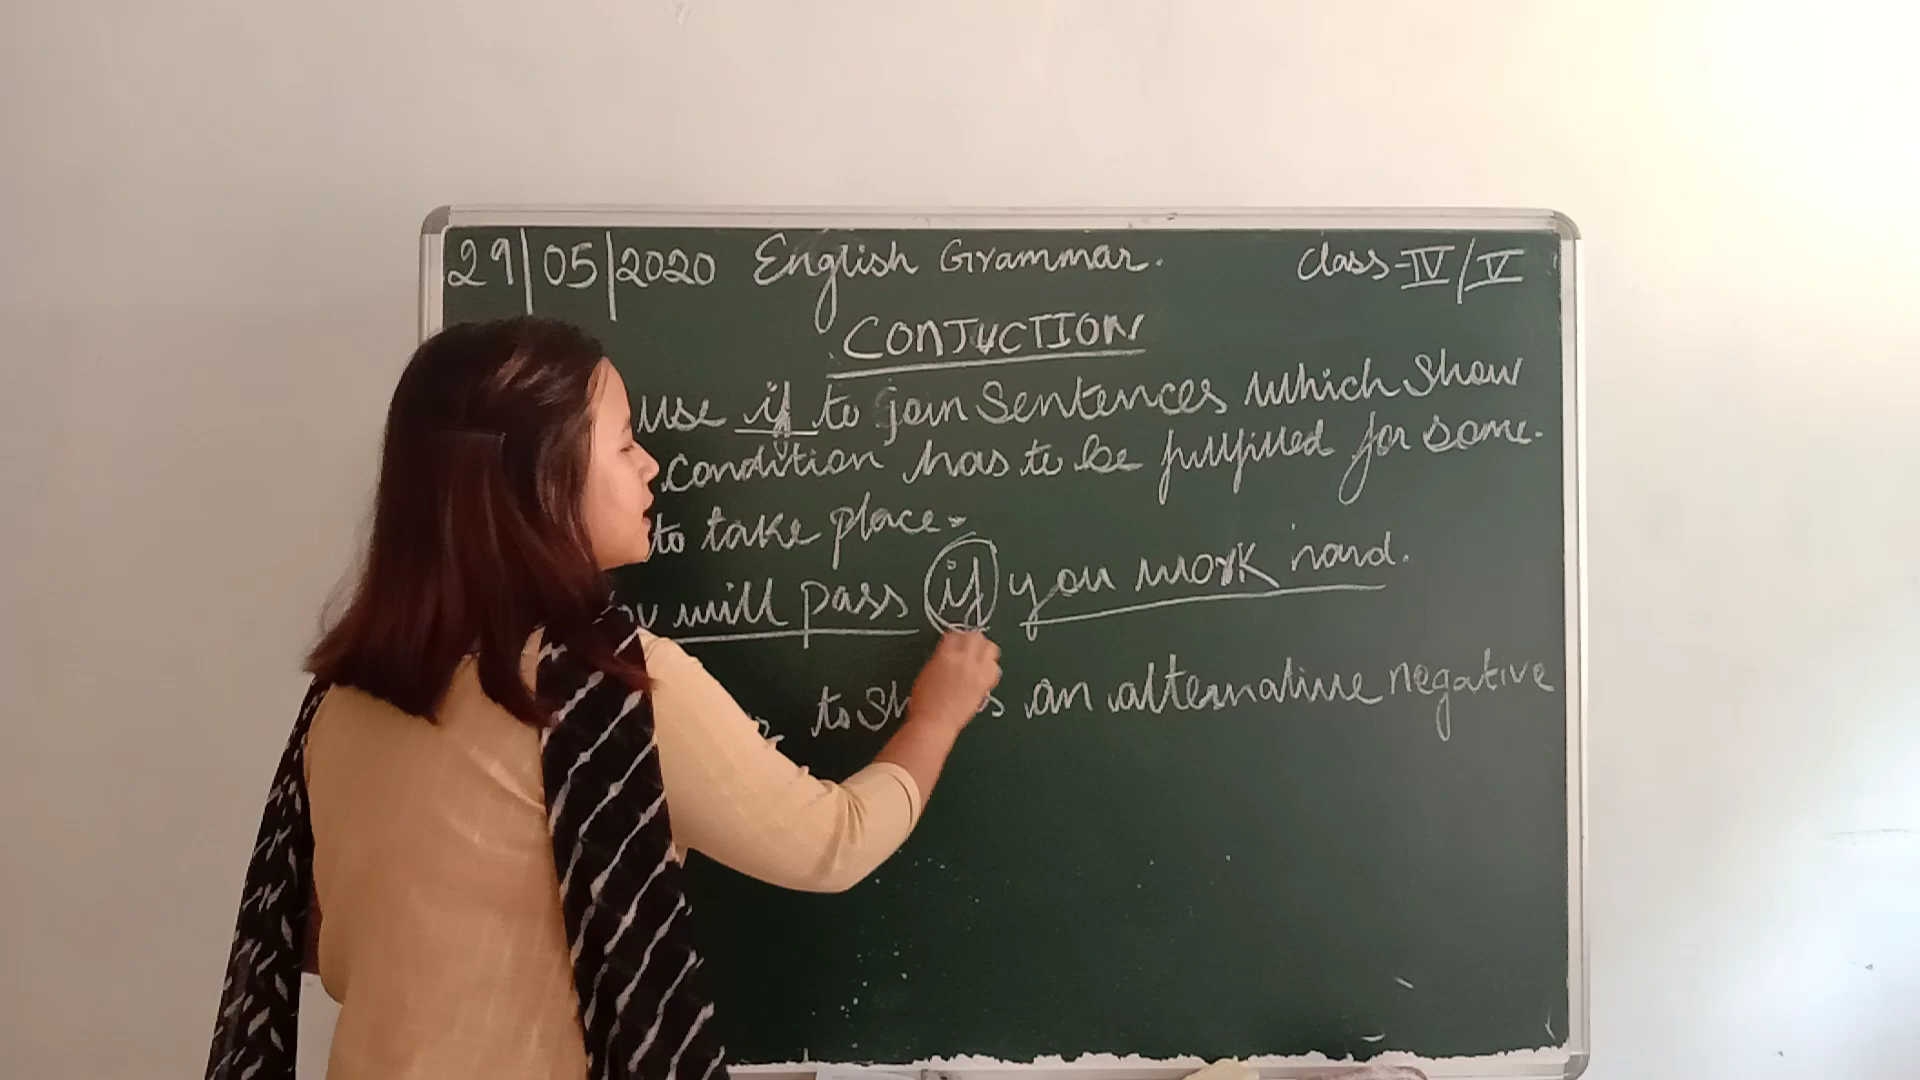 29|05|2020 English Grammar. Class-IV/V
CONJUCTION
use if to join Sentences which show
condition has to be fulfilled for some
to take place.
will pass if you work hard.
to an alternative negative